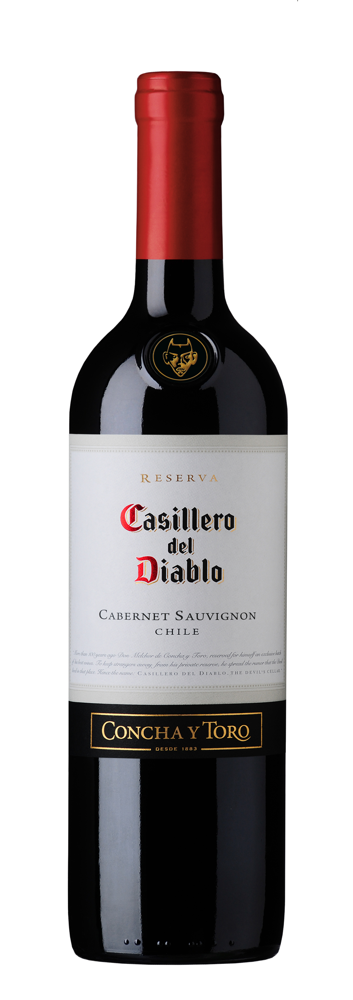 RESERVA
Casillero
del
Diablo
CABERNET SAUVIGNON
CHILE
"More than 100 years ago Don Melchor de Concha y Toro, reserved for himself an exclusive batch
of his best wines. To keep strangers away from his private reserve, he spread the rumor that the Devil
lived in that place. Hence the name: CASILLERO DEL DIABLO, THE DEVIL'S CELLAR."
CONCHA Y TORO
DESDE 1883